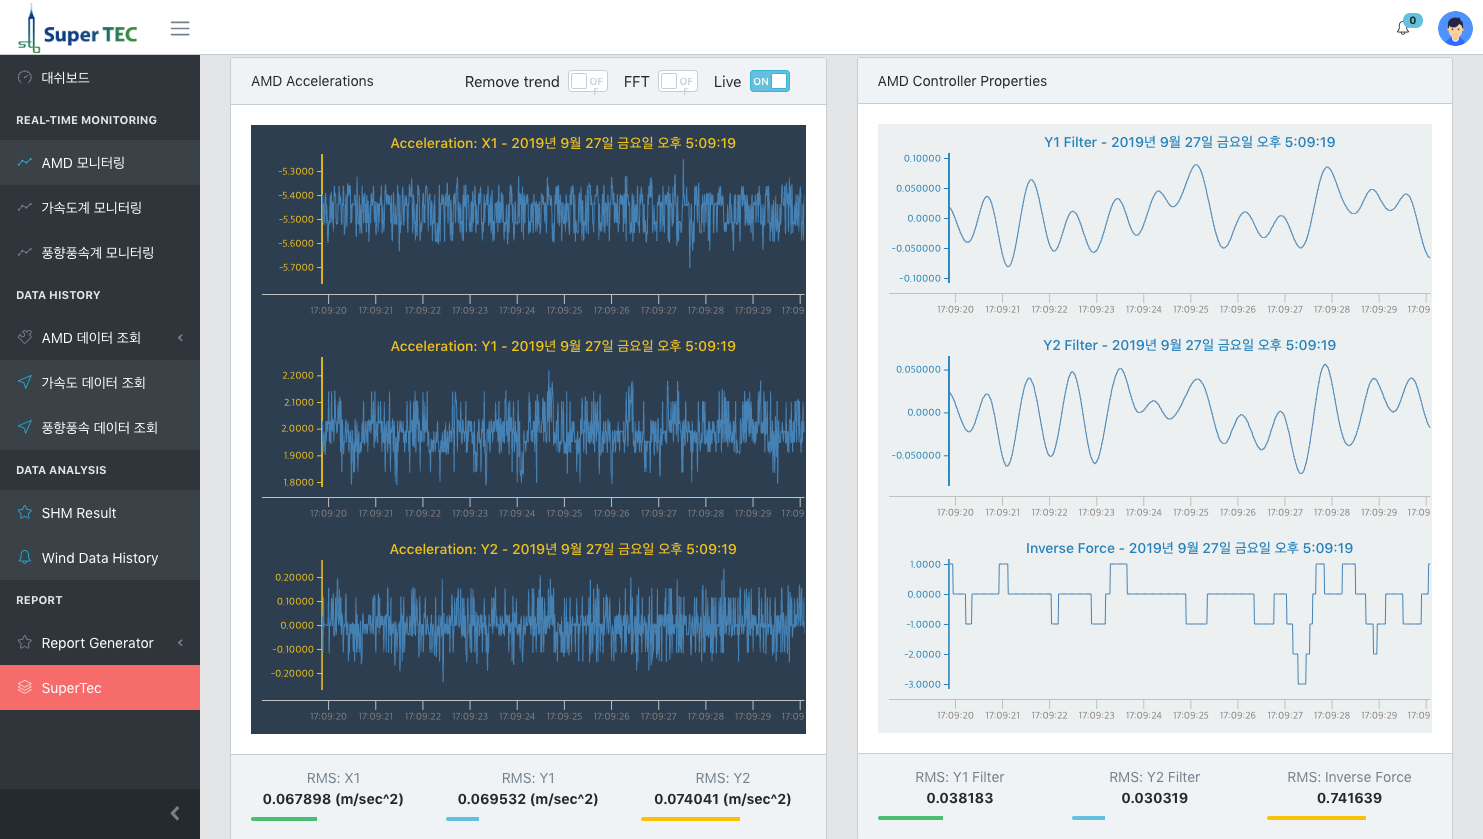 Super TEC
stb
0
대쉬보드
REAL-TIME MONITORING
AMD 모니터링
가속도계 모니터링
풍향풍속계 모니터링
DATA HISTORY
AMD 데이터 조회
가속도 데이터 조회
풍향풍속 데이터 조회
DATA ANALYSIS
SHM Result
Wind Data History
REPORT
Report Generator
SuperTec
AMD Accelerations
Remove trend OFF FFT OFF Live ON
Acceleration: X1 - 2019년 9월 27일 금요일 오후 5:09:19
-5.3000
-5.4000
-5.5000
-5.6000
-5.7000
17:09:20 17:09:21 17:09:22 17:09:23 17:09:24 17:09:25 17:09:26 17:09:27 17:09:28 17:09:29 17:09
Acceleration: Y1 - 2019년 9월 27일 금요일 오후 5:09:19
2.2000
2.1000
2.0000
1.9000
1.8000
17:09:20 17:09:21 17:09:22 17:09:23 17:09:24 17:09:25 17:09:26 17:09:27 17:09:28 17:09:29 17:09
Acceleration: Y2 - 2019년 9월 27일 금요일 오후 5:09:19
0.20000
0.10000
0.0000
-0.10000
-0.20000
17:09:20 17:09:21 17:09:22 17:09:23 17:09:24 17:09:25 17:09:26 17:09:27 17:09:28 17:09:29 17:09
RMS: X1 RMS: Y1 RMS: Y2
0.067898 (m/sec^2) 0.069532 (m/sec^2) 0.074041 (m/sec^2)
AMD Controller Properties
Y1 Filter - 2019년 9월 27일 금요일 오후 5:09:19
0.10000
0.050000
0.0000
-0.050000
-0.10000
17:09:20 17:09:21 17:09:22 17:09:23 17:09:24 17:09:25 17:09:26 17:09:27 17:09:28 17:09:29 17:09
Y2 Filter - 2019년 9월 27일 금요일 오후 5:09:19
0.050000
0.0000
-0.050000
17:09:20 17:09:21 17:09:22 17:09:23 17:09:24 17:09:25 17:09:26 17:09:27 17:09:28 17:09:29 17:09
Inverse Force - 2019년 9월 27일 금요일 오후 5:09:19
1.0000
0.0000
-1.0000
-2.0000
-3.0000
17:09:20 17:09:21 17:09:22 17:09:23 17:09:24 17:09:25 17:09:26 17:09:27 17:09:28 17:09:29 17:09
RMS: Y1 Filter RMS: Y2 Filter RMS: Inverse Force
0.038183 0.030319 0.741639